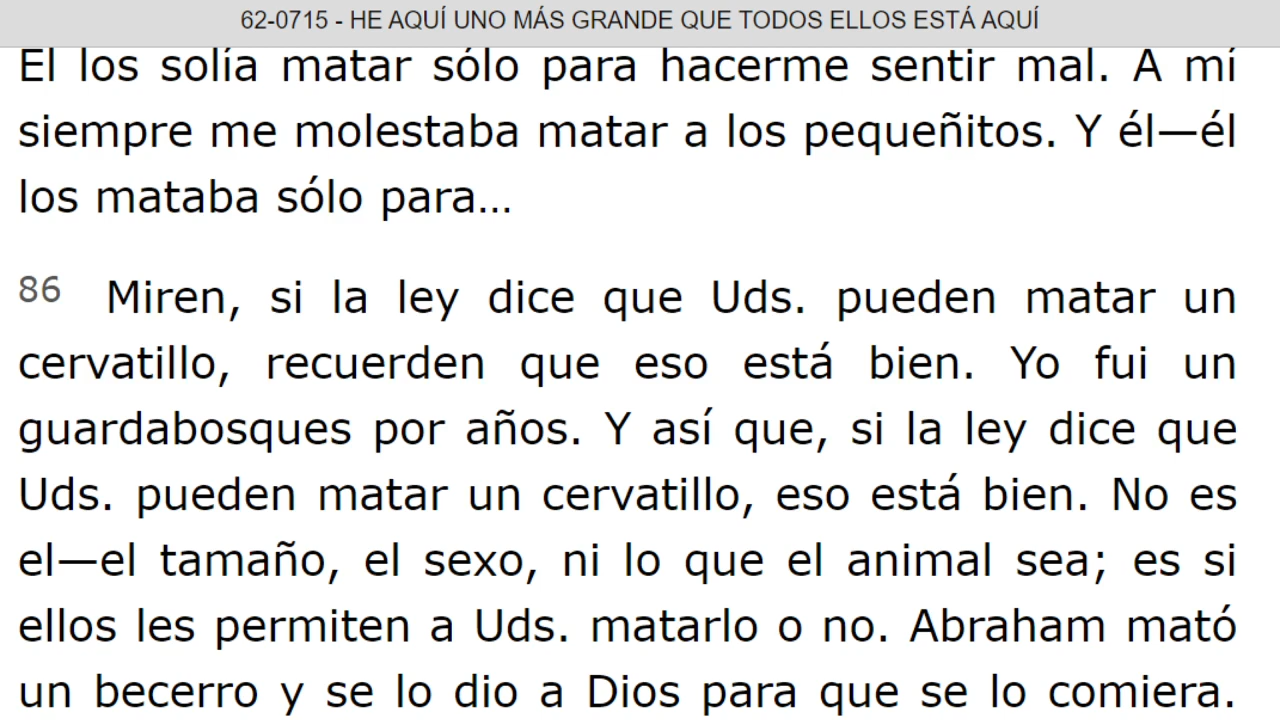 62-0715 - HE AQUÍ UNO MÁS GRANDE QUE TODOS ELLOS ESTÁ AQUÍ
Él los solía matar sólo para hacerme sentir mal. A mí
siempre me molestaba matar a los pequeñitos. Y él—él
los mataba sólo para…
86 Miren, si la ley dice que Uds. pueden matar un
cervatillo, recuerden que eso está bien. Yo fui un
guardabosques por años. Y así que, si la ley dice que
Uds. pueden matar un cervatillo, eso está bien. No es
el—el tamaño, el sexo, ni lo que el animal sea; es si
ellos les permiten a Uds. matarlo o no. Abraham mató
un becerro y se lo dio a Dios para que se lo comiera.